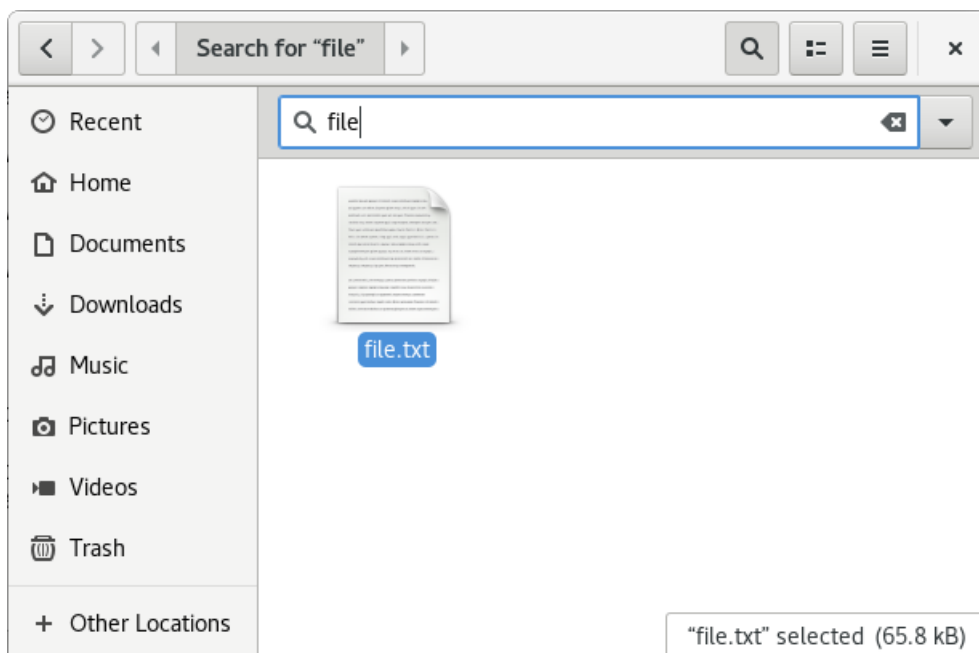 Search for “file”
Recent
Home
Documents
Downloads
Music
Pictures
Videos
Trash
Other Locations
file
file.txt
“file.txt” selected (65.8 kB)